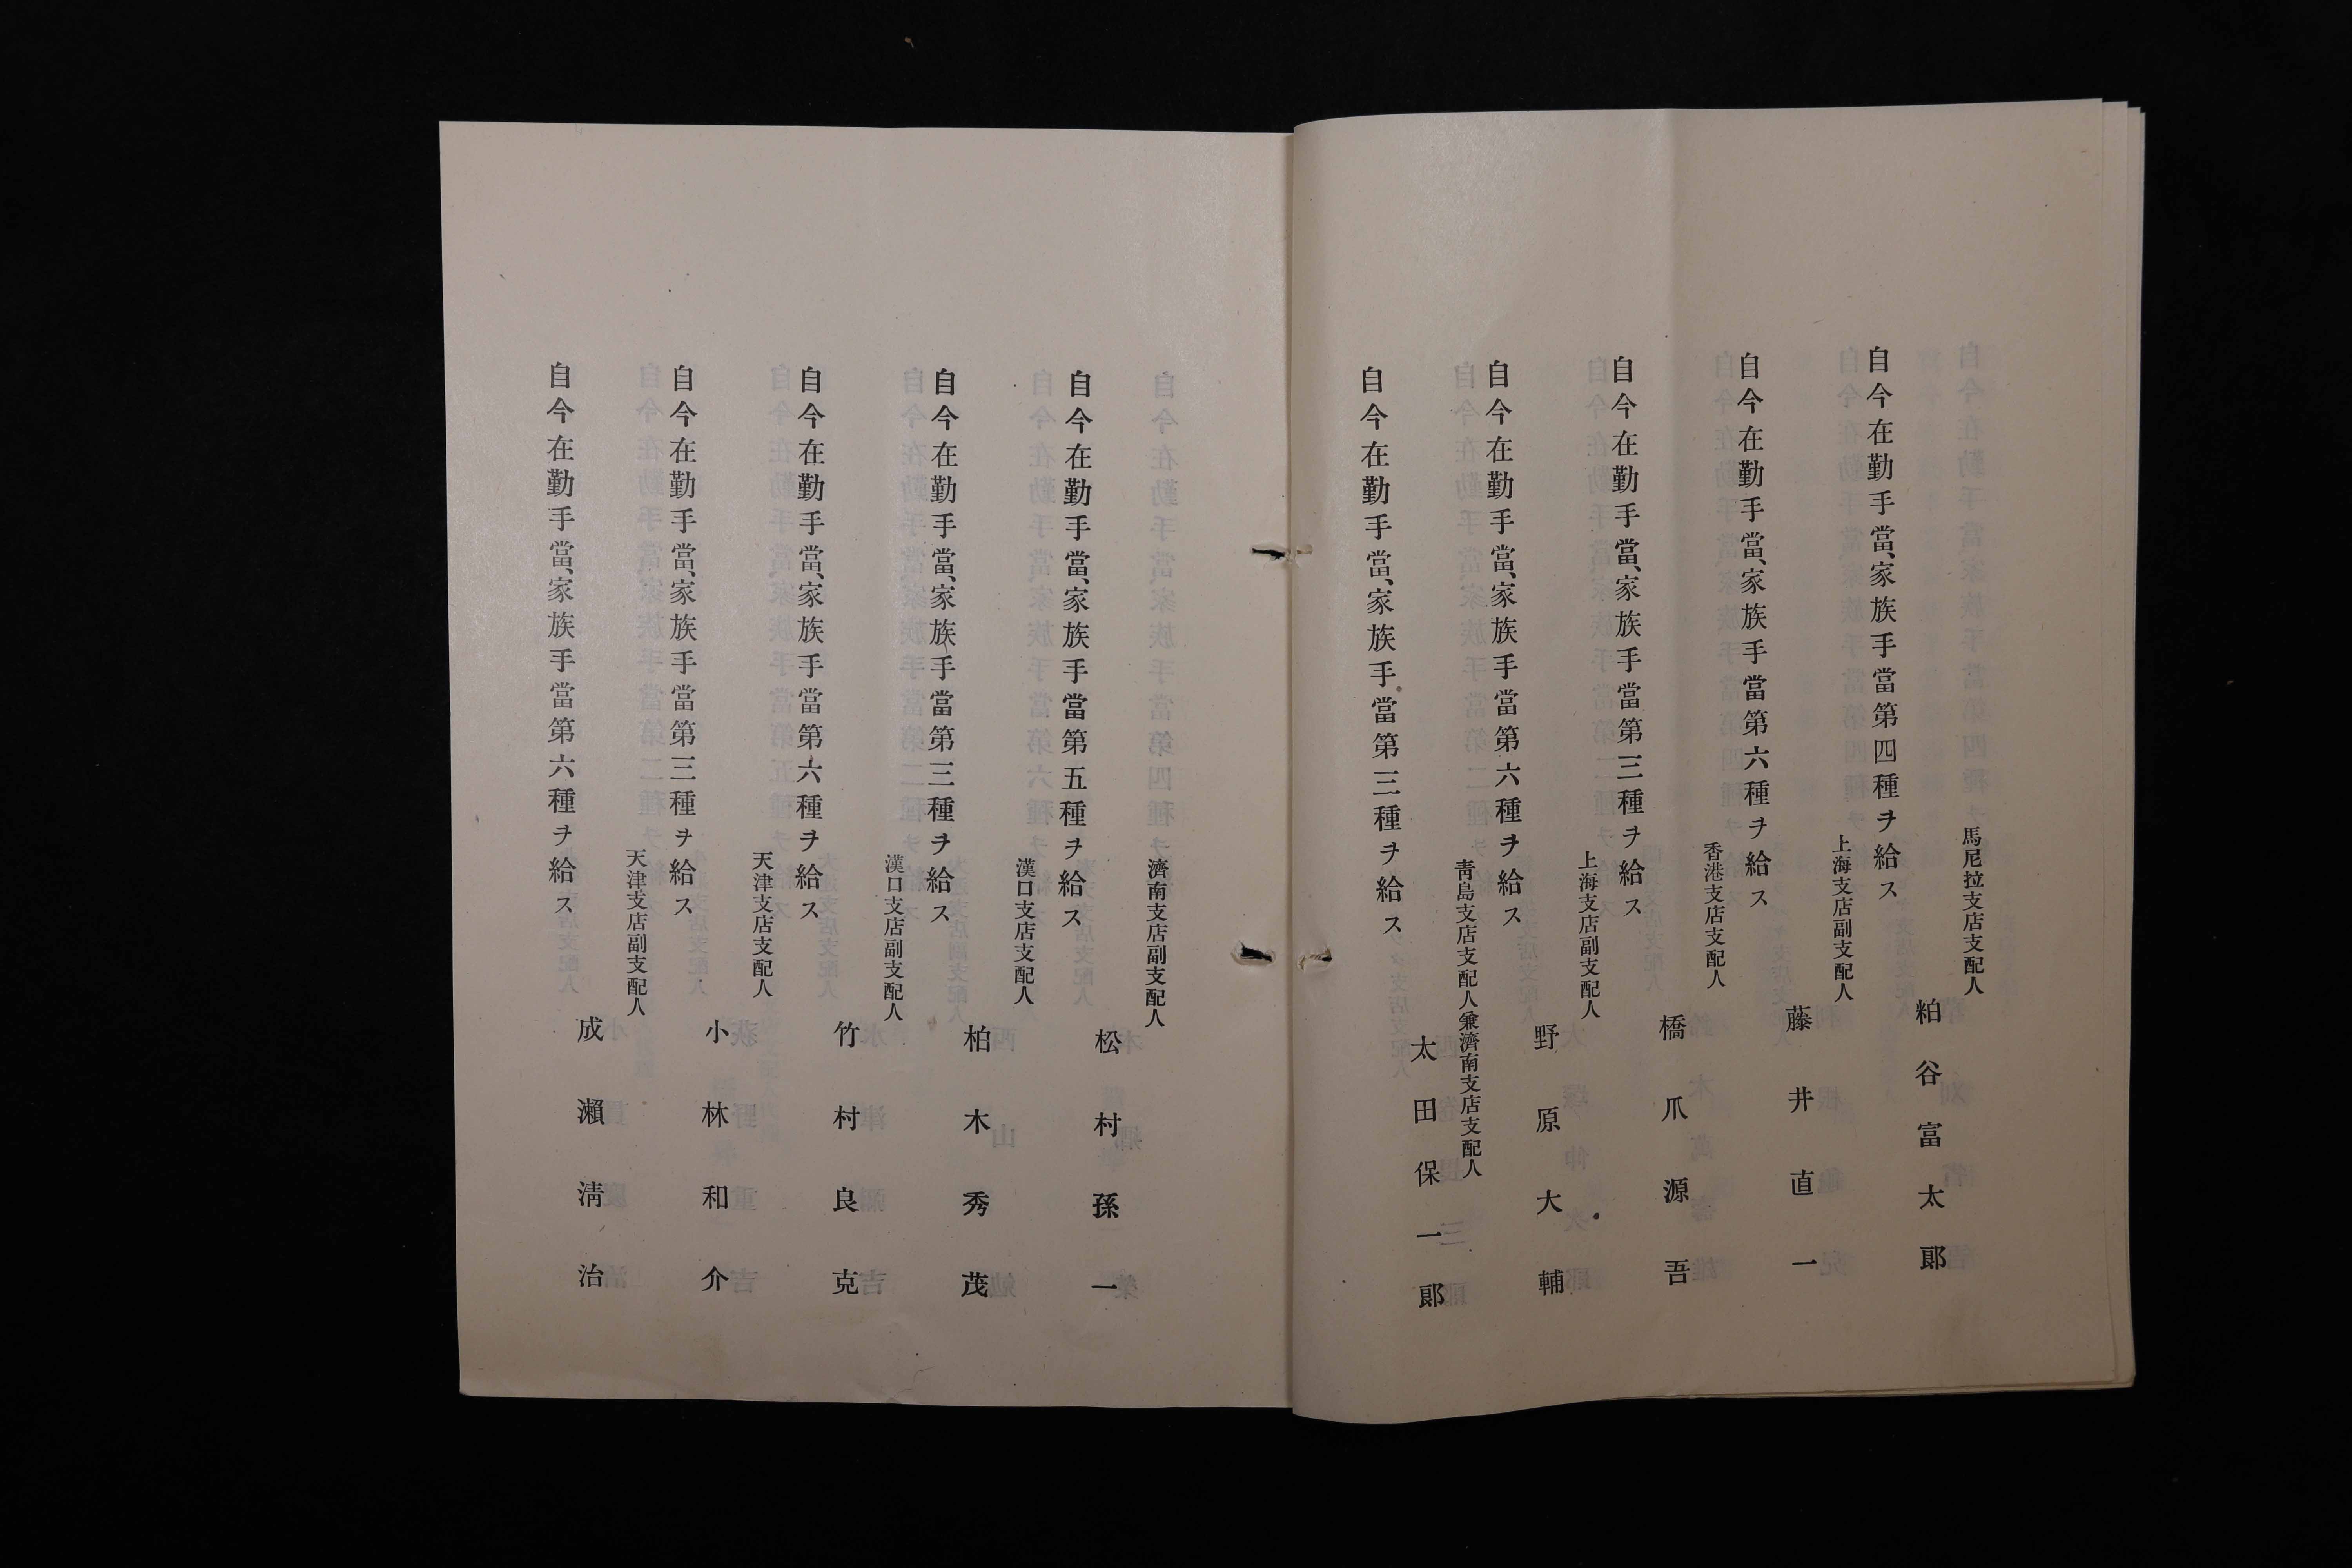 馬尼拉支店支配人
粕谷富太郞
自今在勤手當、家族手當第四種ヲ給ス
上海支店副支配人
藤井直一
自今在勤手當、家族手當第六種ヲ給ス
香港支店支配人
橋爪源吾
自今在勤手當、家族手當第三種ヲ給ス
上海支店副支配人
野原大輔
自今在勤手當、家族手當第六種ヲ給ス
靑島支店支配人兼濟南支店支配人
太田保一郞
自今在勤手當、家族手當第三種ヲ給ス
濟南支店副支配人
松村孫一
自今在勤手當、家族手當第五種ヲ給ス
漢口支店支配人
柏木秀茂
自今在勤手當、家族手當第三種ヲ給ス
漢口支店副支配人
竹村良克
自今在勤手當、家族手當第六種ヲ給ス
天津支店支配人
小林和介
自今在勤手當、家族手當第三種ヲ給ス
天津支店副支配人
成瀨淸治
自今在勤手當、家族手當第六種ヲ給ス